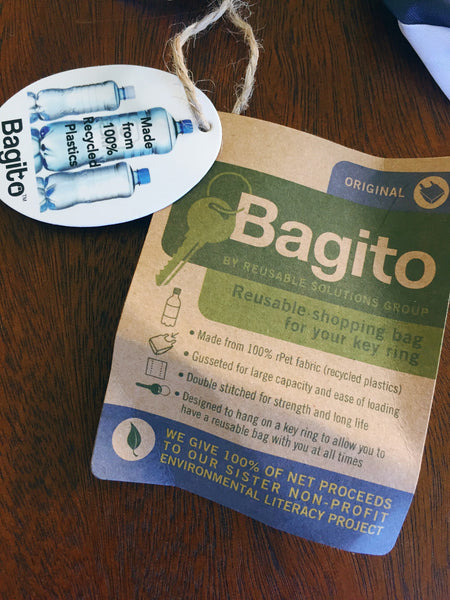 "Made
from
100%
Recycled
Plastics"
Bagito™
ORIGINAL
Bagito
BY REUSABLE SOLUTIONS GROUP
Reusable shopping bag
for your key ring
• Made from 100% rPet fabric (recycled plastics)
• Gusseted for large capacity and ease of loading
• Double stitched for strength and long life
• Designed to hang on a key ring to allow you to
have a reusable bag with you at all times
WE GIVE 100% OF NET PROCEEDS
TO OUR SISTER NON-PROFIT
ENVIRONMENTAL LITERACY PROJECT